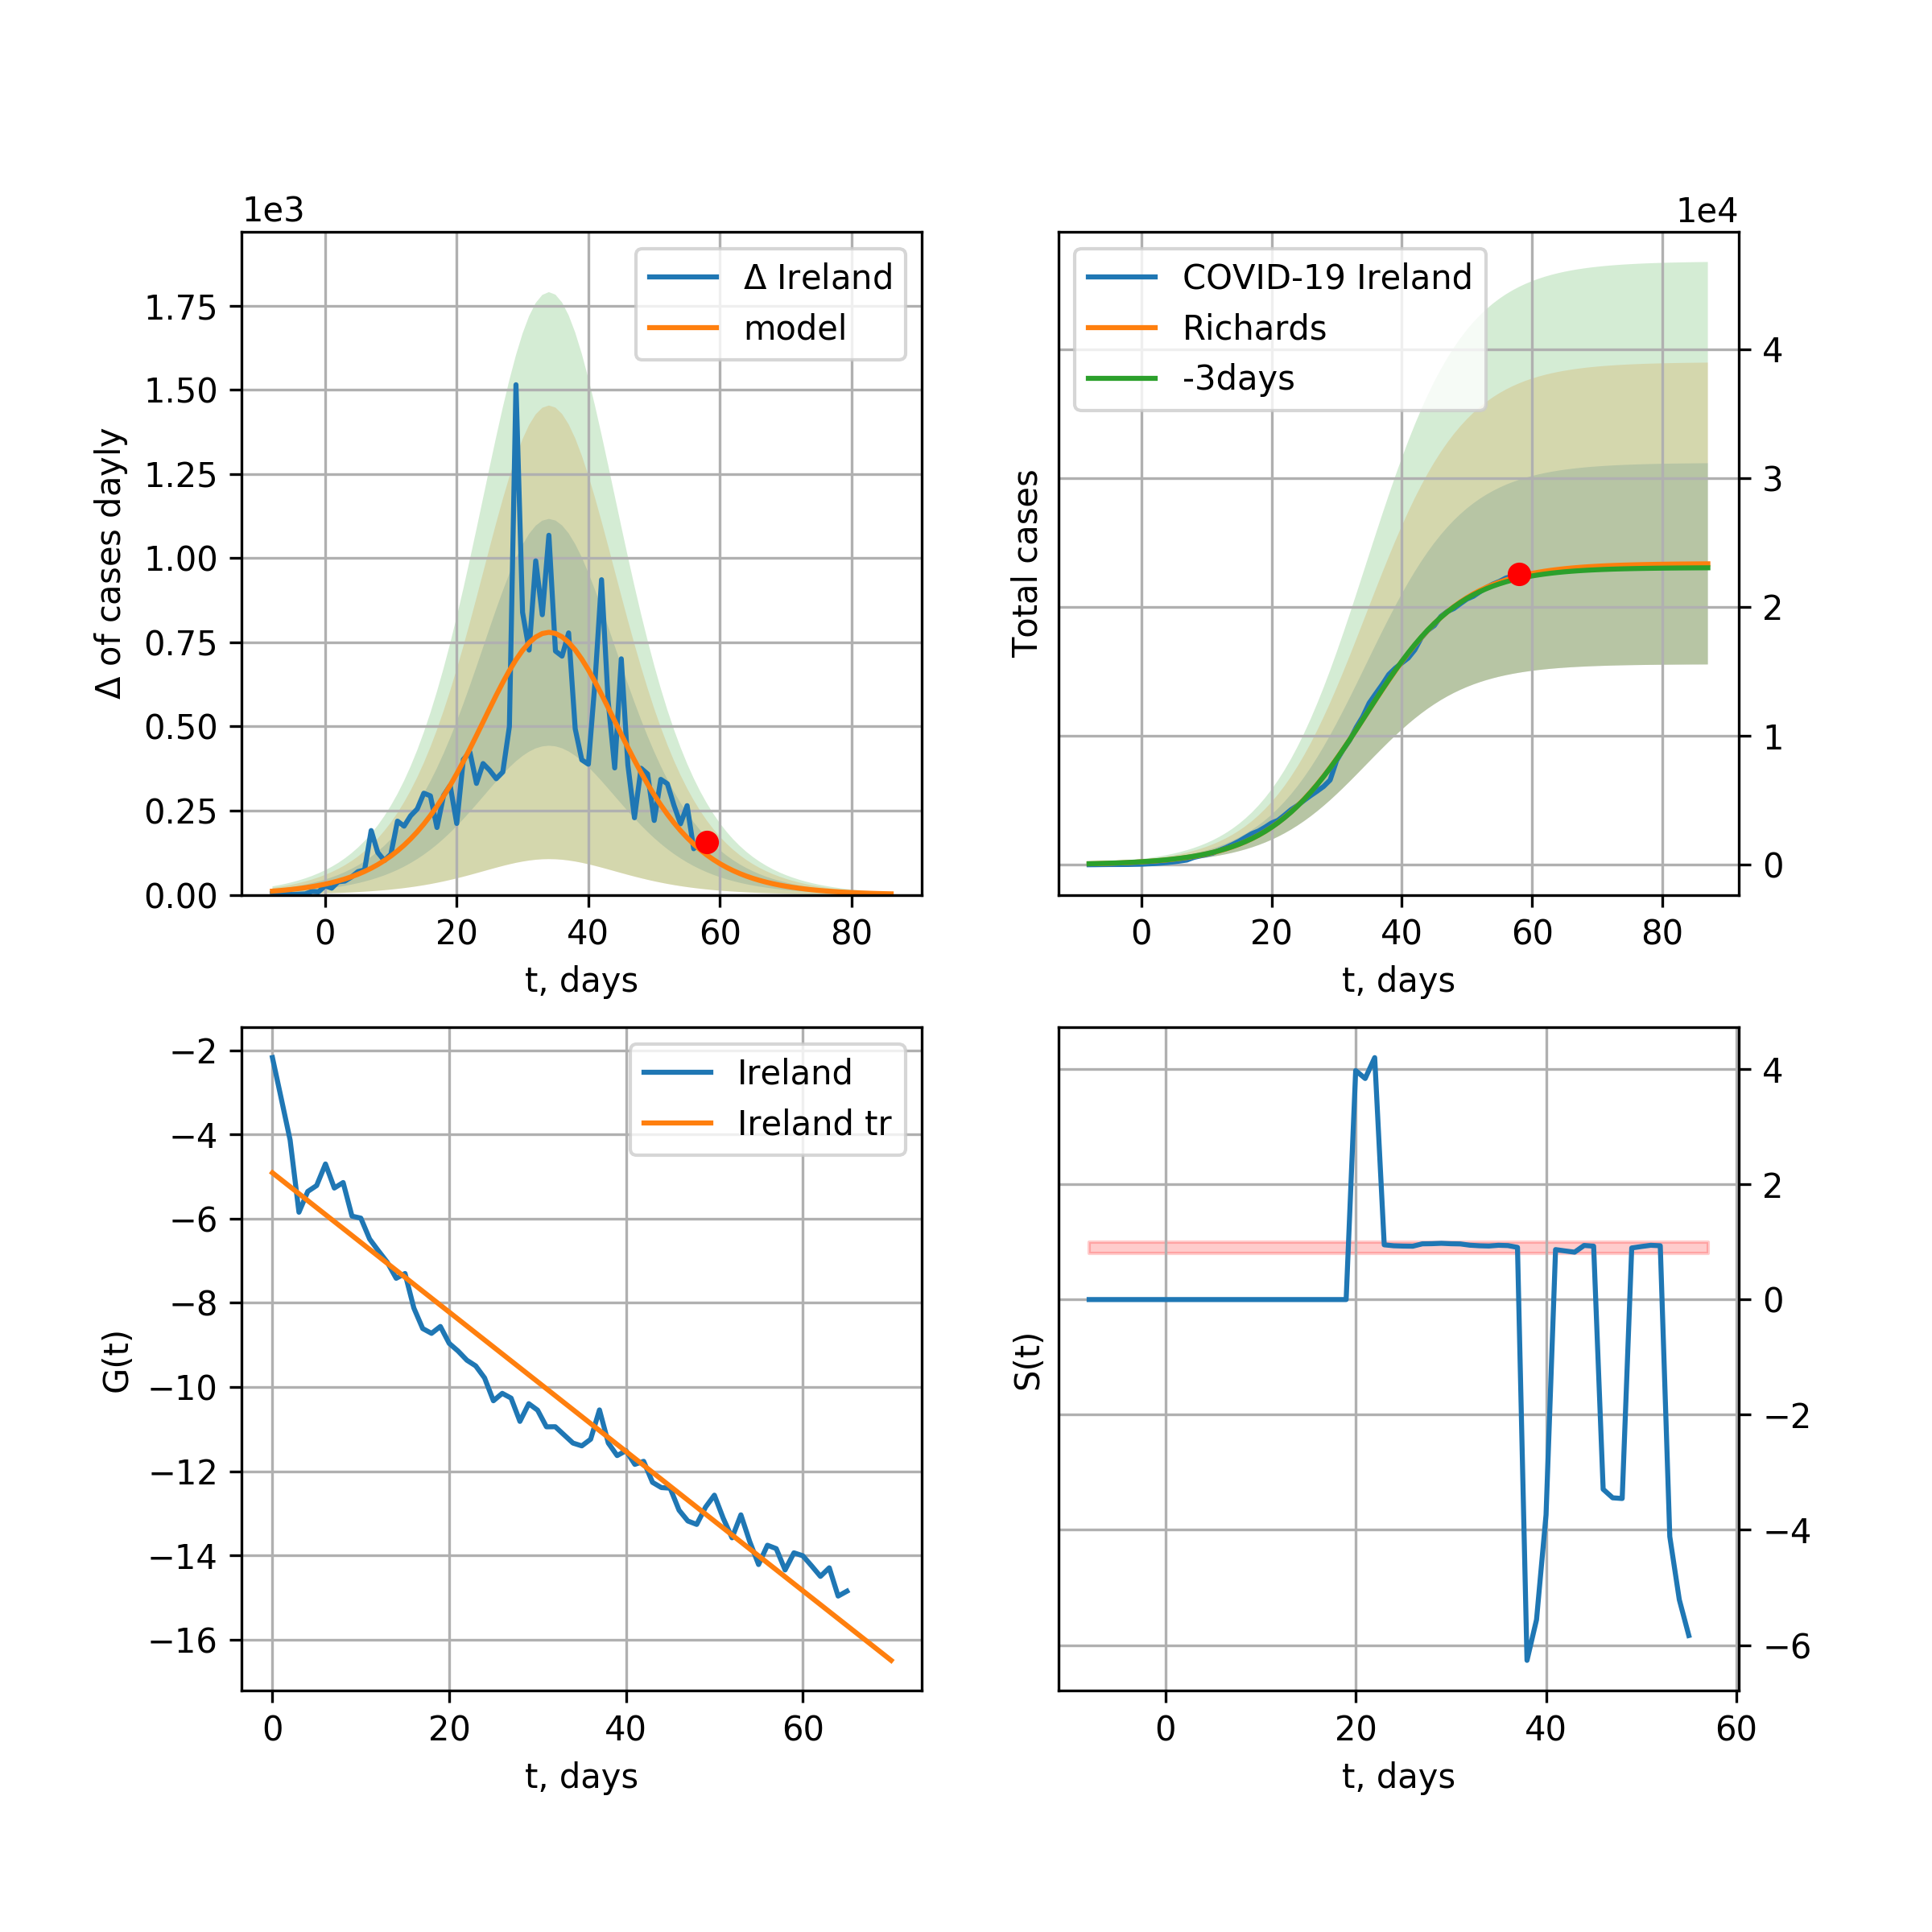 1e3
Δ of cases dayly
1.75
1.50
1.25
1.00
0.75
0.50
0.25
0.00
0 20 40 60 80
t, days
Δ Ireland
model
1e4
Total cases
4
3
2
1
0
0 20 40 60 80
t, days
COVID-19 Ireland
Richards
-3days
G(t)
−2
−4
−6
−8
−10
−12
−14
−16
0 20 40 60
t, days
Ireland
Ireland tr
S(t)
4
2
0
−2
−4
−6
0 20 40 60
t, days